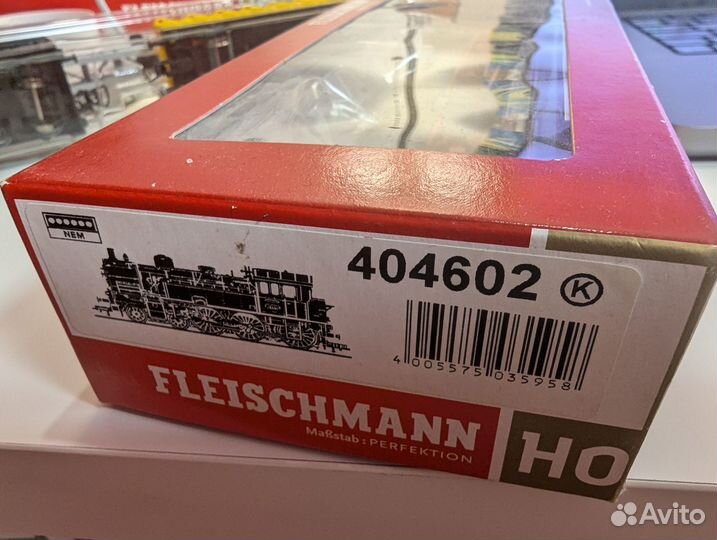 NEM
404602 K
4 005575 035958
FLEISCHMANN
Maßstab : PERFEKTION
HO
Avito